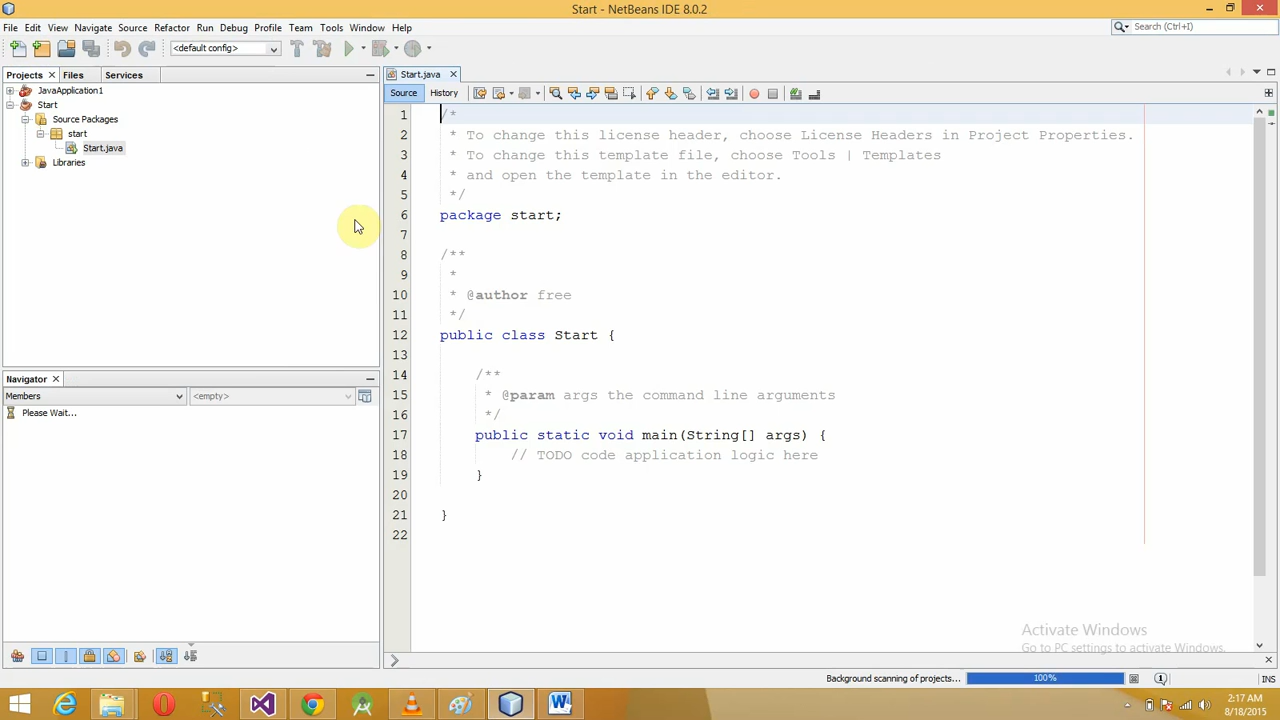 Start - NetBeans IDE 8.0.2
File Edit View Navigate Source Refactor Run Debug Profile Team Tools Window Help
Search (Ctrl+I)
<default config>
Projects Files Services
Start.java
JavaApplication1
Start
Source Packages
start
Start.java
Libraries
Source History
1 /*
2 * To change this license header, choose License Headers in Project Properties.
3 * To change this template file, choose Tools | Templates
4 * and open the template in the editor.
5 */
6 package start;
7
8 /**
9 *
10 * @author free
11 */
12 public class Start {
13
14 /**
15 * @param args the command line arguments
16 */
17 public static void main(String[] args) {
18 // TODO code application logic here
19 }
20
21 }
22
Navigator
Members <empty>
Please Wait...
Activate Windows
Go to PC settings to activate Windows.
Background scanning of projects... 100% INS
2:17 AM
8/18/2015